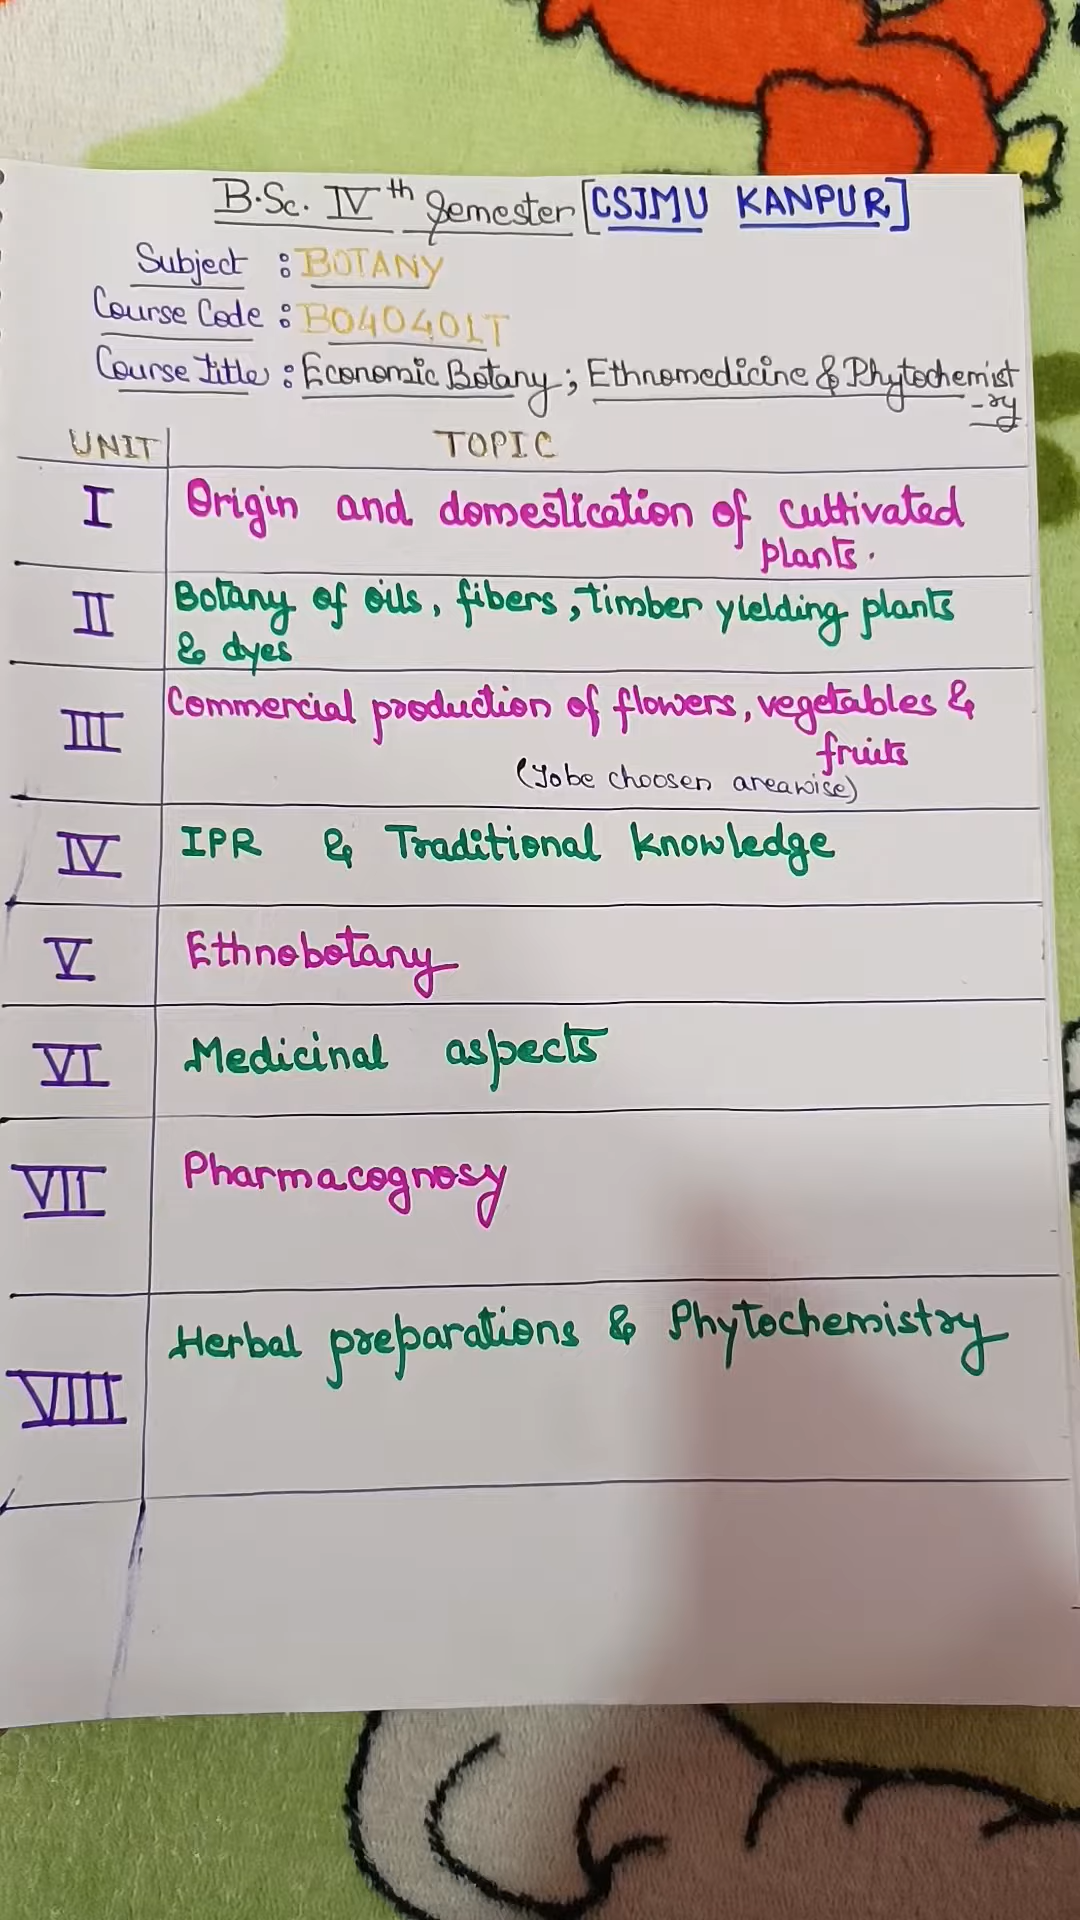 B.Sc. IVth Semester [CSJMU KANPUR]
Subject : BOTANY
Course Code : B040401T
Course Title : Economic Botany ; Ethnomedicine & Phytochemist
-ry
UNIT TOPIC
I Origin and domestication of cultivated
plants.
II Botany of oils, fibers, timber yielding plants
& dyes
III Commercial production of flowers, vegetables &
fruits
(To be choosen areawise)
IV IPR & Traditional knowledge
V Ethnobotany
VI Medicinal aspects
VII Pharmacognosy
VIII Herbal preparations & Phytochemistry